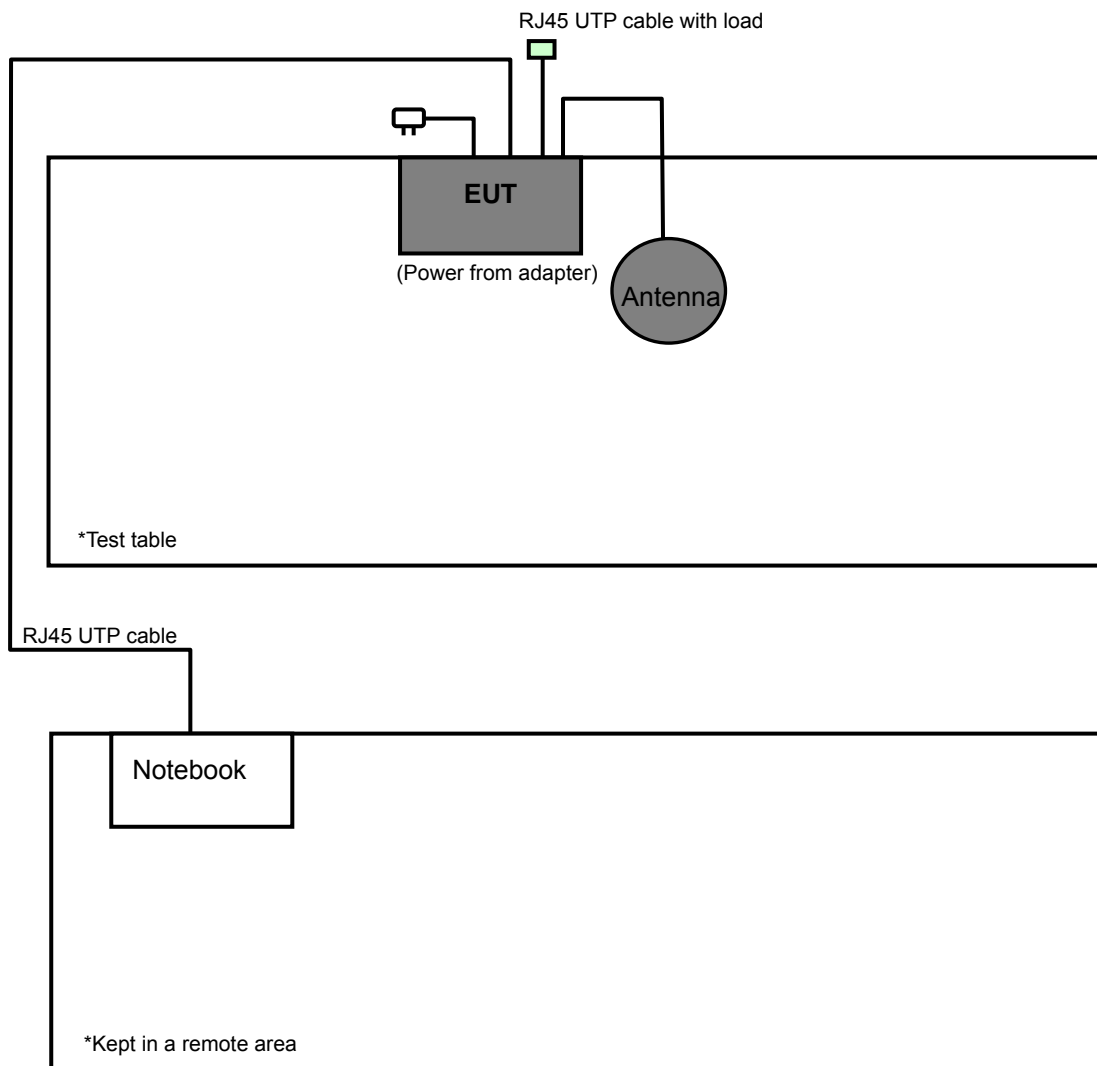 RJ45 UTP cable with load
EUT
(Power from adapter)
Antenna
*Test table
RJ45 UTP cable
Notebook
*Kept in a remote area